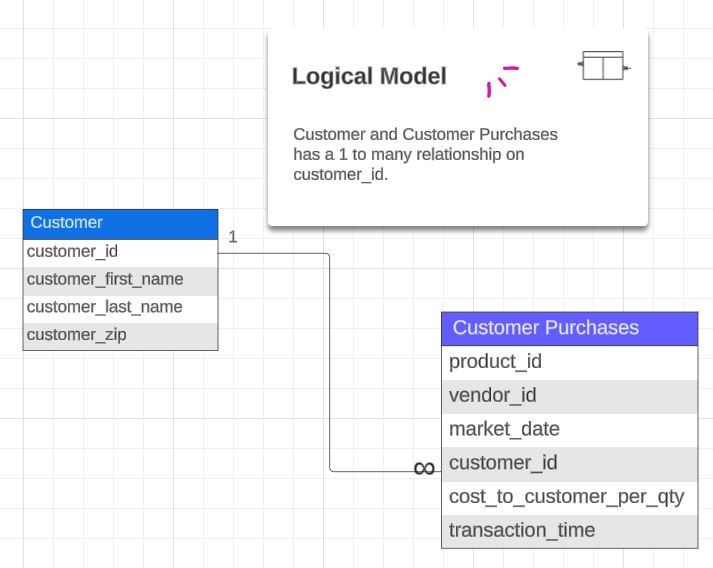 Logical Model
Customer and Customer Purchases
has a 1 to many relationship on
customer_id.
Customer
1
customer_id
customer_first_name
customer_last_name
customer_zip
Customer Purchases
product_id
vendor_id
market_date
customer_id
∞
cost_to_customer_per_qty
transaction_time